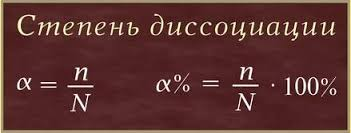 Степень диссоциации
α = n/N α% = n/N · 100%